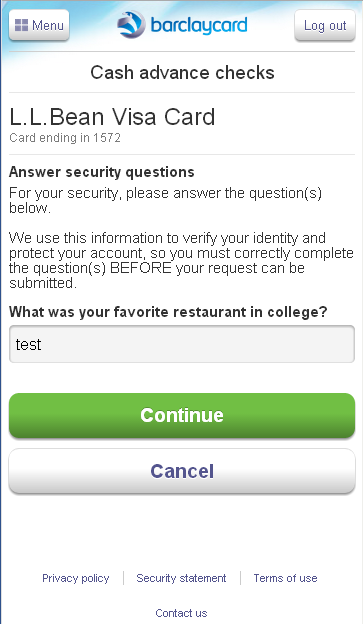 Menu
barclaycard
Log out
Cash advance checks
L.L.Bean Visa Card
Card ending in 1572
Answer security questions
For your security, please answer the question(s)
below.
We use this information to verify your identity and
protect your account, so you must correctly complete
the question(s) BEFORE your request can be
submitted.
What was your favorite restaurant in college?
test
Continue
Cancel
Privacy policy
Security statement
Terms of use
Contact us